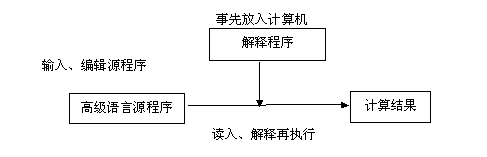 事先放入计算机
解释程序
输入、编辑源程序
高级语言源程序
计算结果
读入、解释再执行